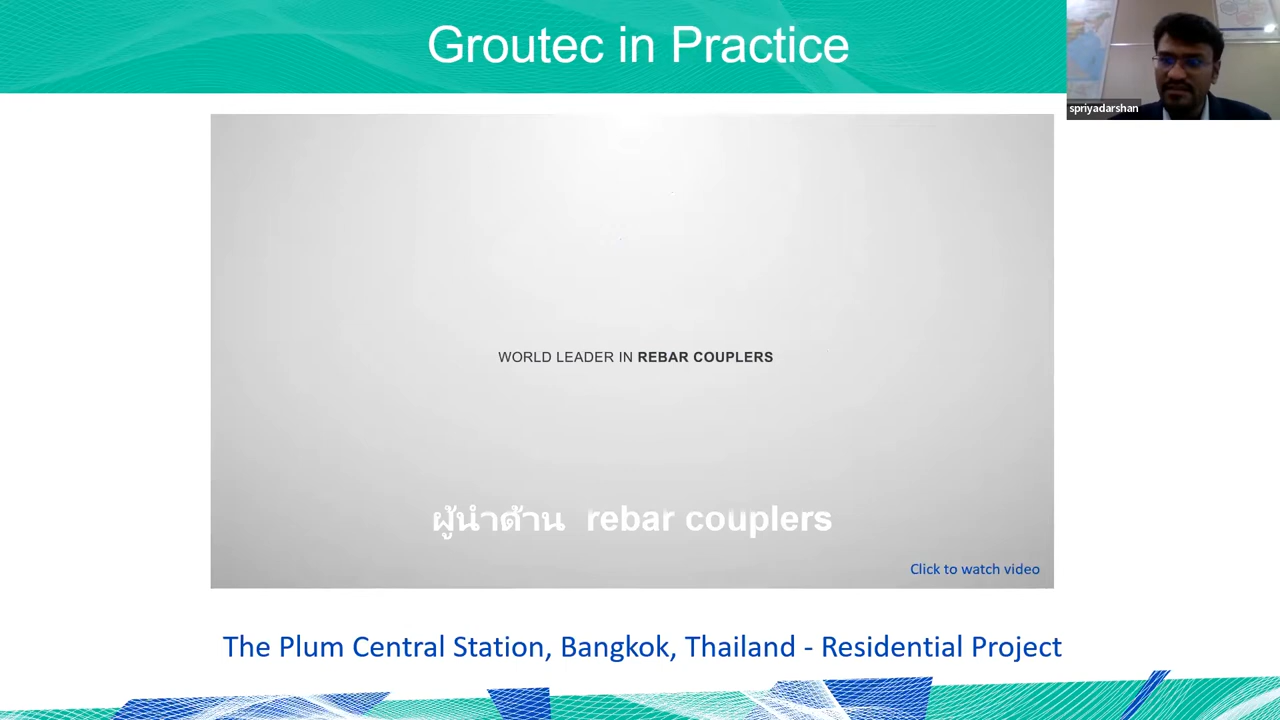 Groutec in Practice
spriyadarshan
WORLD LEADER IN REBAR COUPLERS
ผู้นำด้าน rebar couplers
Click to watch video
The Plum Central Station, Bangkok, Thailand - Residential Project